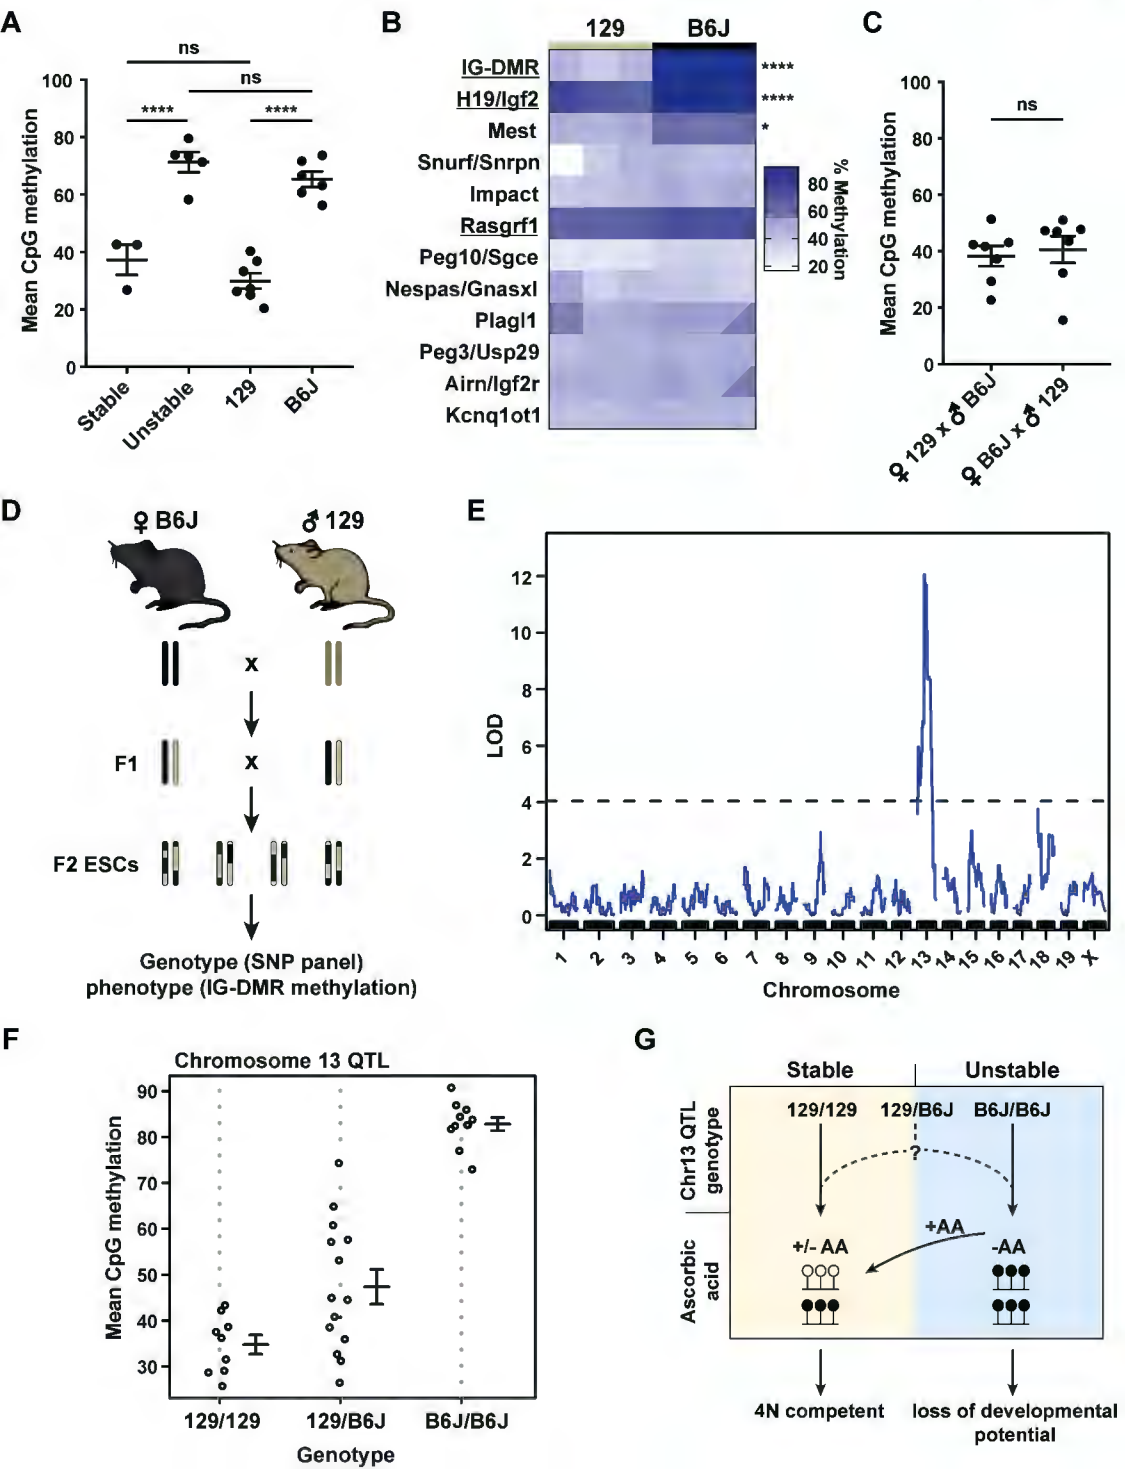 A
ns
ns
****
****
Mean CpG methylation
100
80
60
40
20
0
Stable
Unstable
129
B6J
B
129
B6J
IG-DMR
****
H19/Igf2
****
Mest
*
Snurf/Snrpn
Impact
Rasgrf1
Peg10/Sgce
Nespas/Gnasxl
Plagl1
Peg3/Usp29
Airn/Igf2r
Kcnq1ot1
80
60
40
20
% Methylation
C
ns
Mean CpG methylation
100
80
60
40
20
0
♀ 129 x ♂ B6J
♀ B6J x ♂ 129
D
♀ B6J
♂ 129
x
F1
x
F2 ESCs
Genotype (SNP panel)
phenotype (IG-DMR methylation)
E
LOD
12
10
8
6
4
2
0
1 2 3 4 5 6 7 8 9 10 11 12 13 14 15 16 17 18 19 X
Chromosome
F
Chromosome 13 QTL
Mean CpG methylation
90
80
70
60
50
40
30
129/129
129/B6J
B6J/B6J
Genotype
G
Stable
Unstable
Chr13 QTL
genotype
129/129
129/B6J
B6J/B6J
?
Ascorbic
acid
+AA
+/- AA
-AA
4N competent
loss of developmental
potential